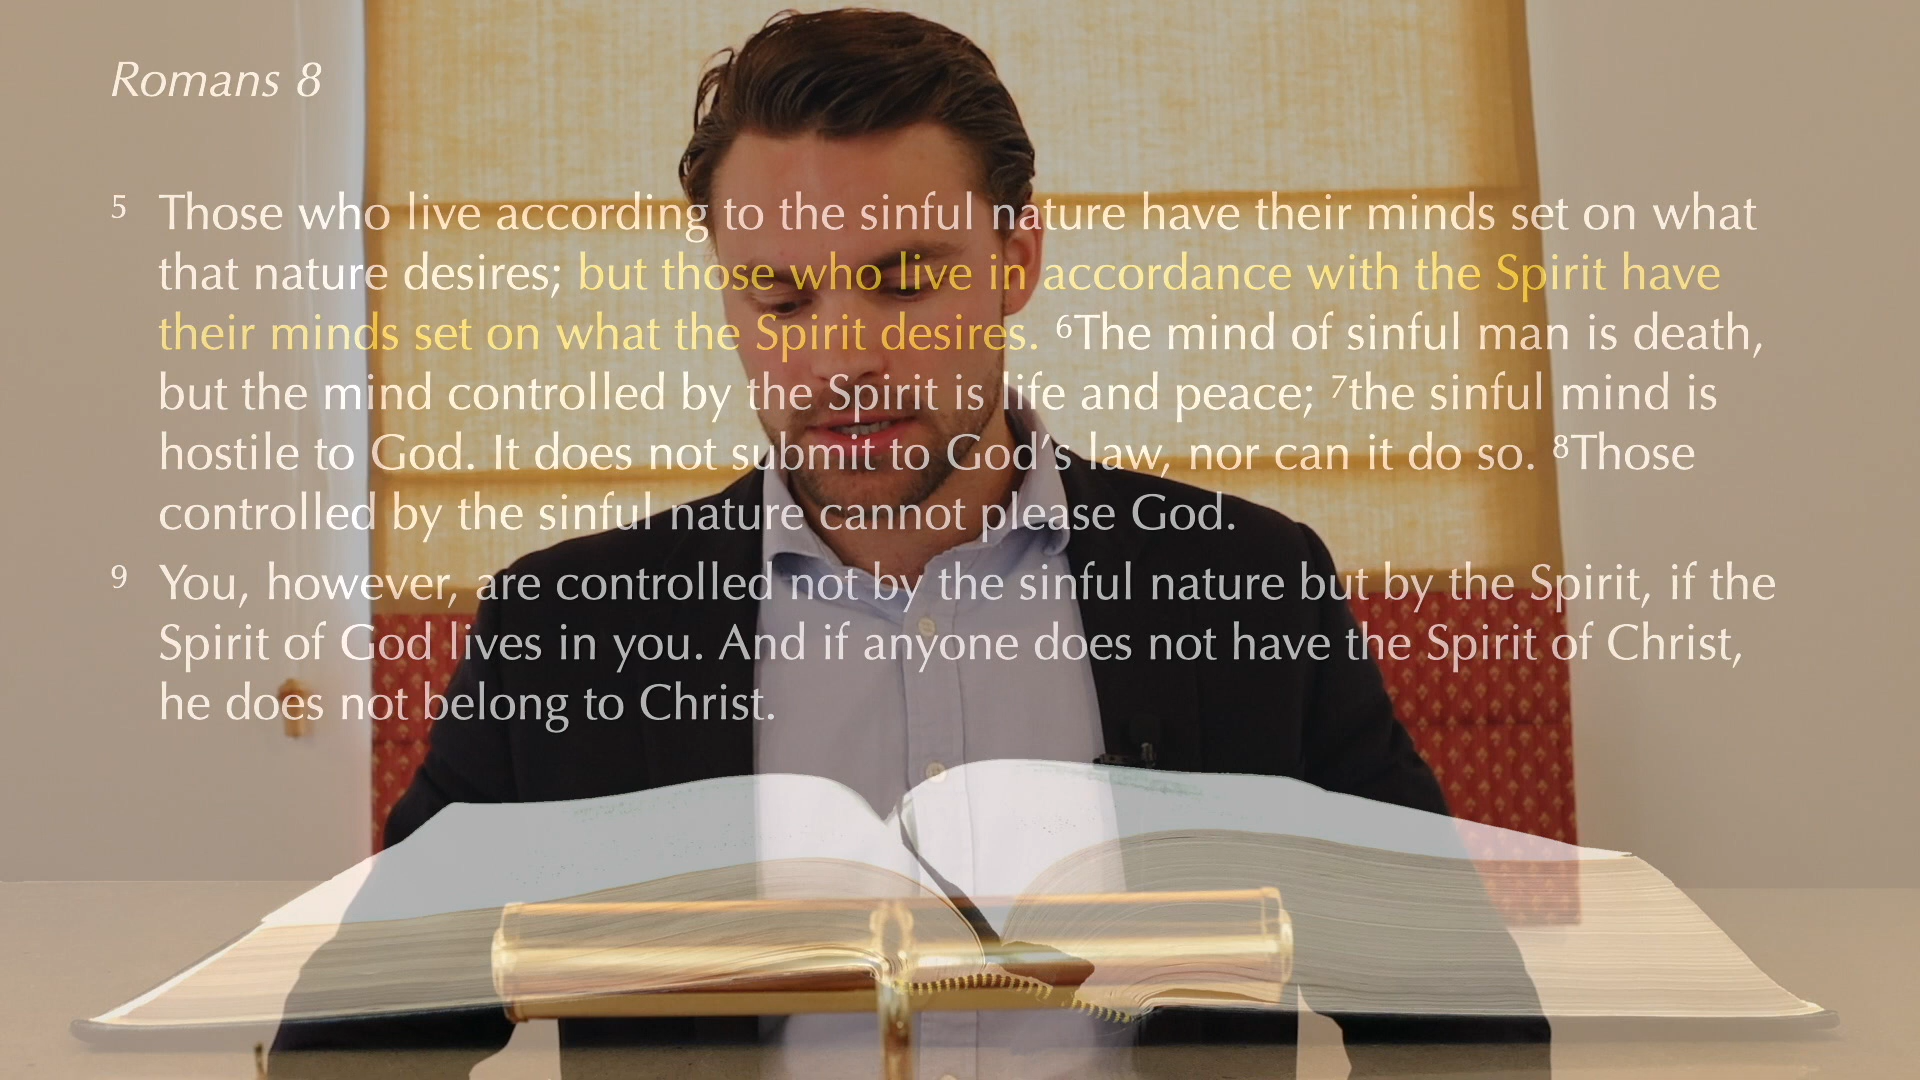 Romans 8
5 Those who live according to the sinful nature have their minds set on what
that nature desires; but those who live in accordance with the Spirit have
their minds set on what the Spirit desires. 6The mind of sinful man is death,
but the mind controlled by the Spirit is life and peace; 7the sinful mind is
hostile to God. It does not submit to God’s law, nor can it do so. 8Those
controlled by the sinful nature cannot please God.
9 You, however, are controlled not by the sinful nature but by the Spirit, if the
Spirit of God lives in you. And if anyone does not have the Spirit of Christ,
he does not belong to Christ.